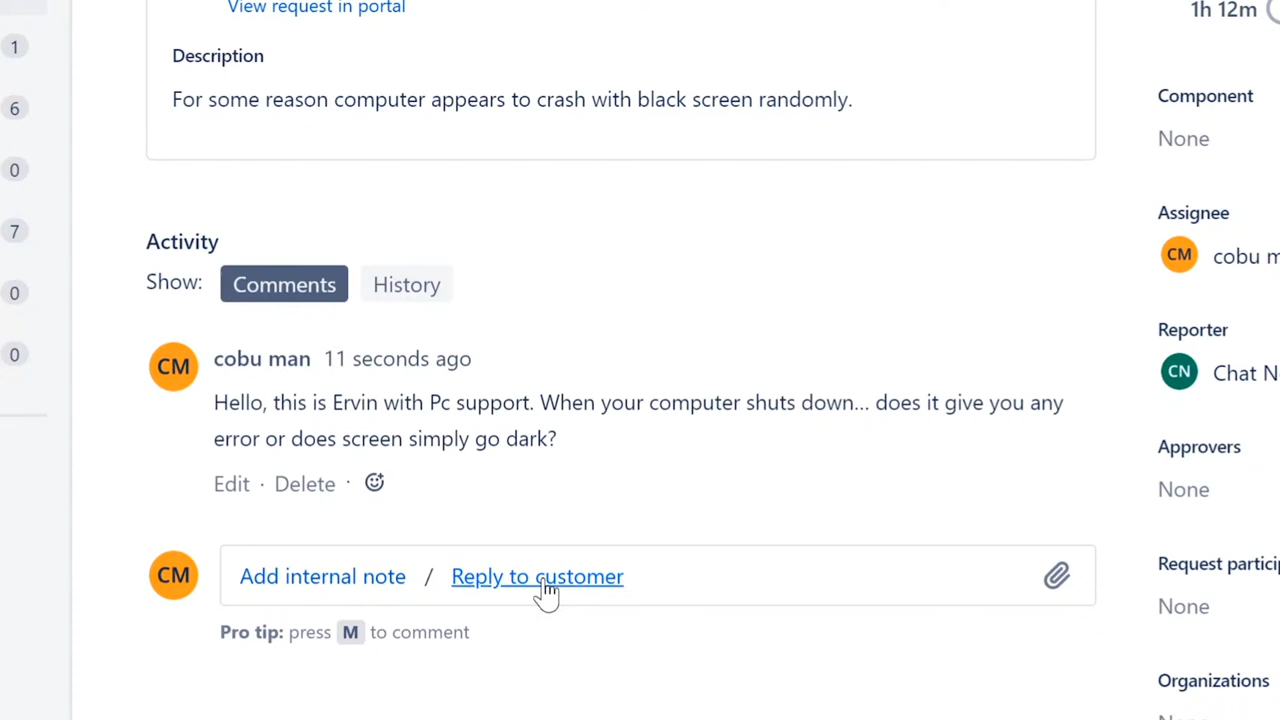 View request in portal
1h 12m
1
Description
Component
For some reason computer appears to crash with black screen randomly.
6
None
0
Assignee
7
Activity
CM cobu m
Show: Comments History
0
Reporter
0
CM cobu man 11 seconds ago
CN Chat N
Hello, this is Ervin with Pc support. When your computer shuts down... does it give you any
error or does screen simply go dark?
Approvers
Edit · Delete ·
None
CM Add internal note / Reply to customer
Request partici
None
Pro tip: press M to comment
Organizations